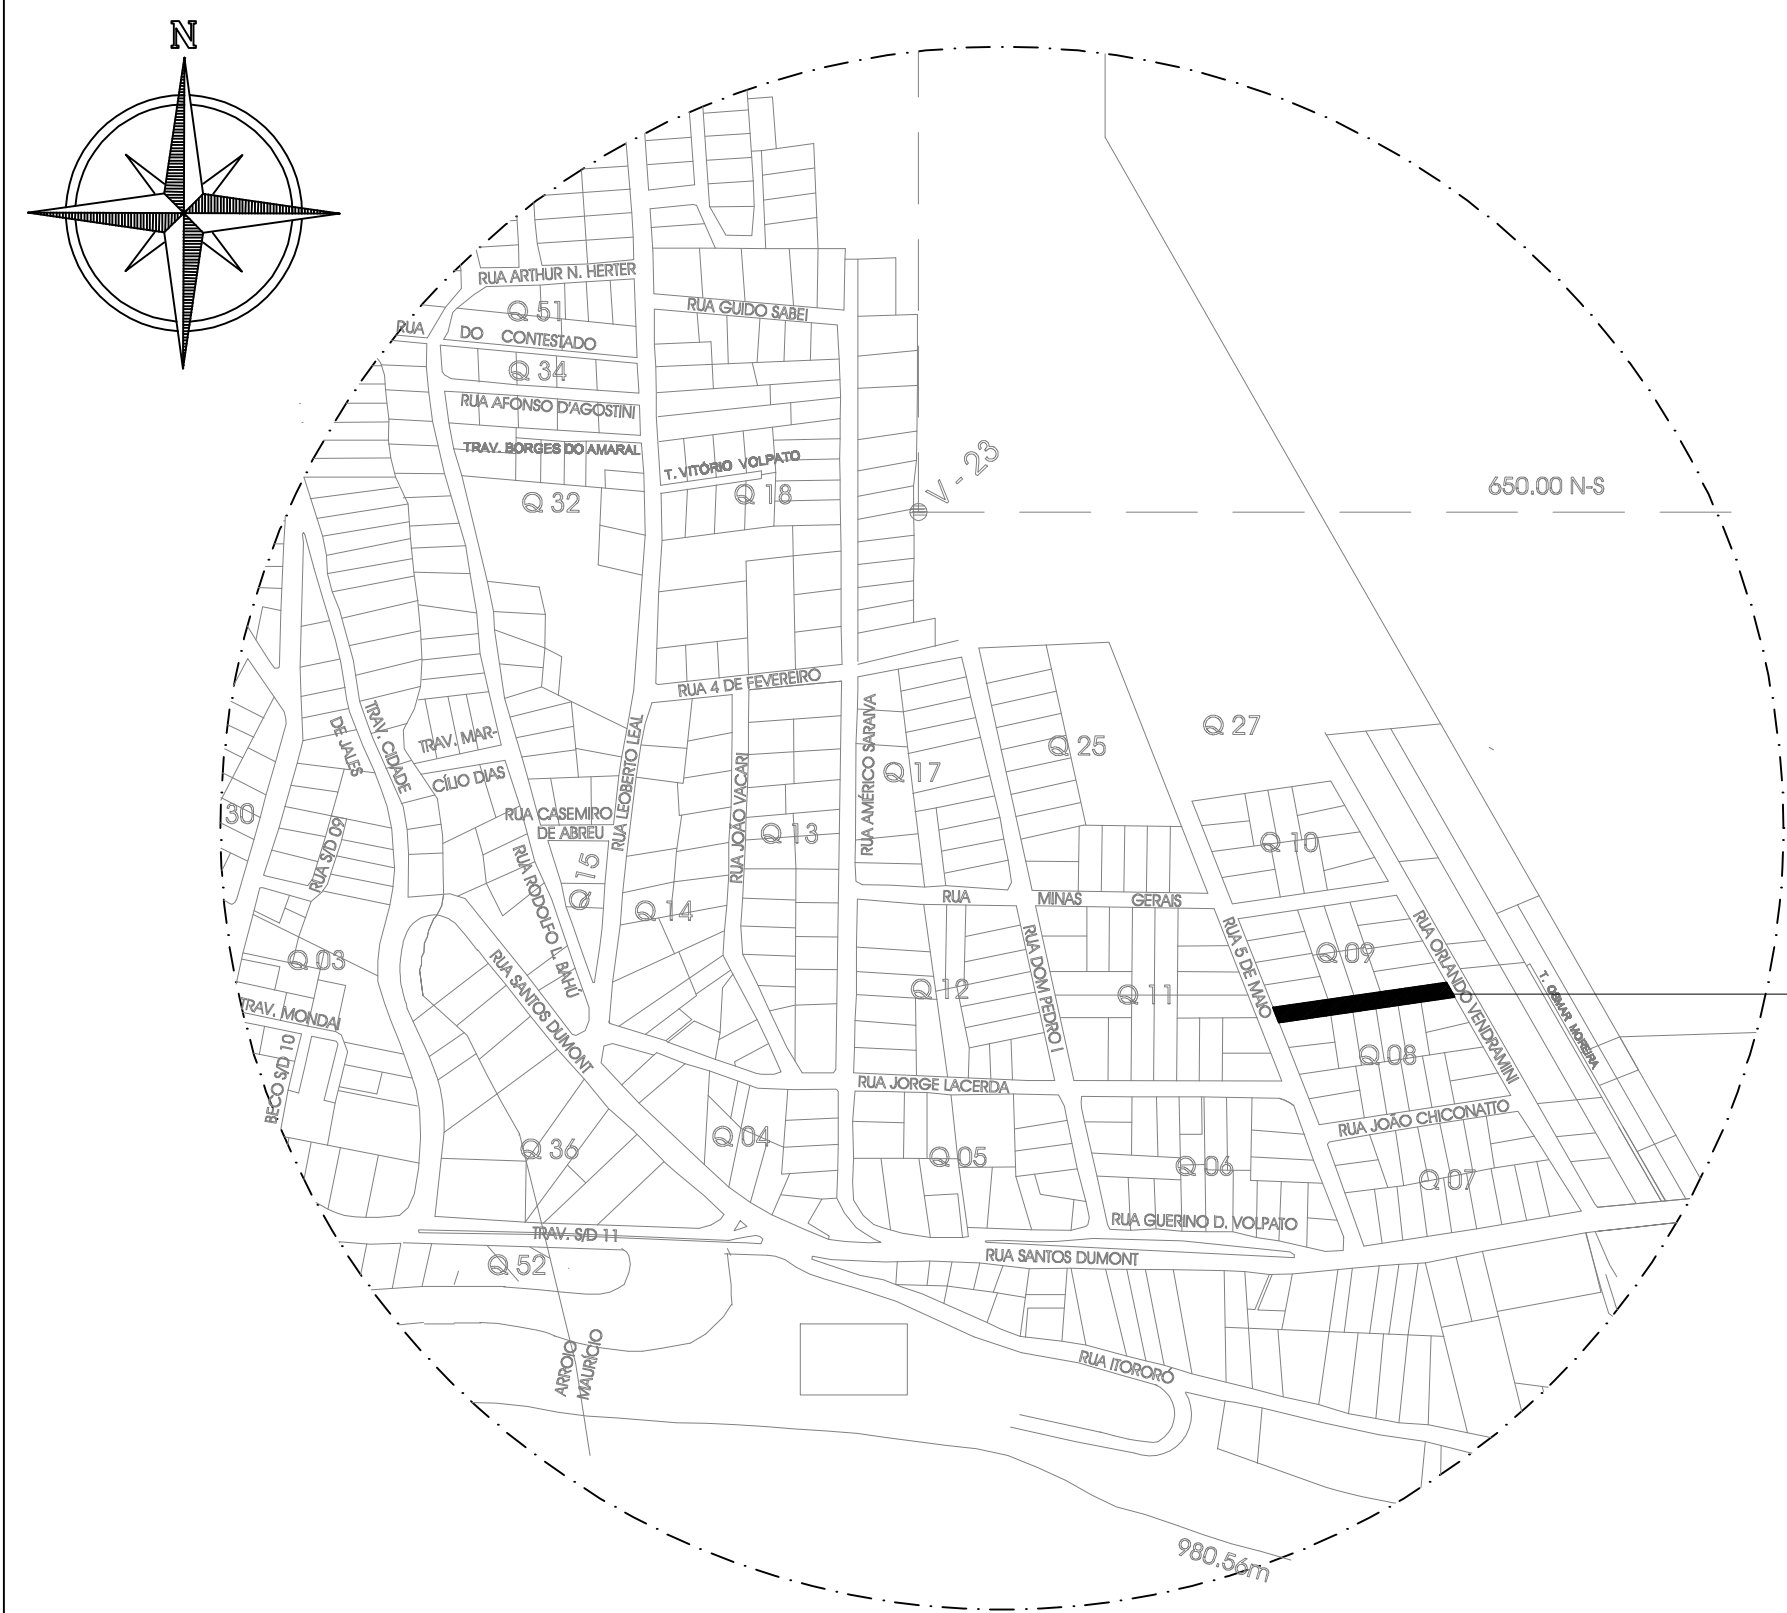 N
RUA ARTHUR N. HERTER
Q 51
RUA GUIDO SABEI
RUA DO CONTESTADO
Q 34
RUA AFONSO D'AGOSTINI
TRAV. BORGES DO AMARAL
T. VITÓRIO VOLPATO
Q 32
Q 18
V - 23
650.00 N-S
RUA 4 DE FEVEREIRO
DE JALES
TRAV. CIDADE
TRAV. MAR-
CÍLIO DIAS
RUA LEOBERTO LEAL
RUA JOÃO VACARI
RUA AMÉRICO SARAIVA
Q 17
Q 25
Q 27
30
RUA S/D 09
RUA CASEMIRO
DE ABREU
Q 13
Q 10
Q 15
RUA RODOLFO L. BAHÚ
Q 14
RUA MINAS GERAIS
RUA 5 DE MAIO
Q 09
RUA ORLANDO VENDRAMINI
Q 03
RUA SANTOS DUMONT
Q 12
RUA DOM PEDRO I
Q 11
T. OSMAR MOREIRA
TRAV. MONDAI
BECO S/D 10
Q 08
RUA JORGE LACERDA
RUA JOÃO CHICONATTO
Q 36
Q 04
Q 05
Q 06
Q 07
RUA GUERINO D. VOLPATO
TRAV. S/D 11
RUA SANTOS DUMONT
Q 52
ARROIO
MAURÍCIO
RUA ITORORÓ
980.56m